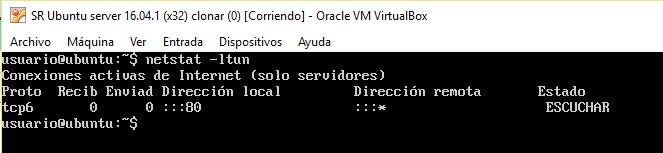 SR Ubuntu server 16.04.1 (x32) clonar (0) [Corriendo] - Oracle VM VirtualBox
Archivo Máquina Ver Entrada Dispositivos Ayuda
usuario@ubuntu:~$ netstat -ltun
Conexiones activas de Internet (solo servidores)
Proto Recib Enviad Dirección local Dirección remota Estado
tcp6 0 0 :::80 :::* ESCUCHAR
usuario@ubuntu:~$